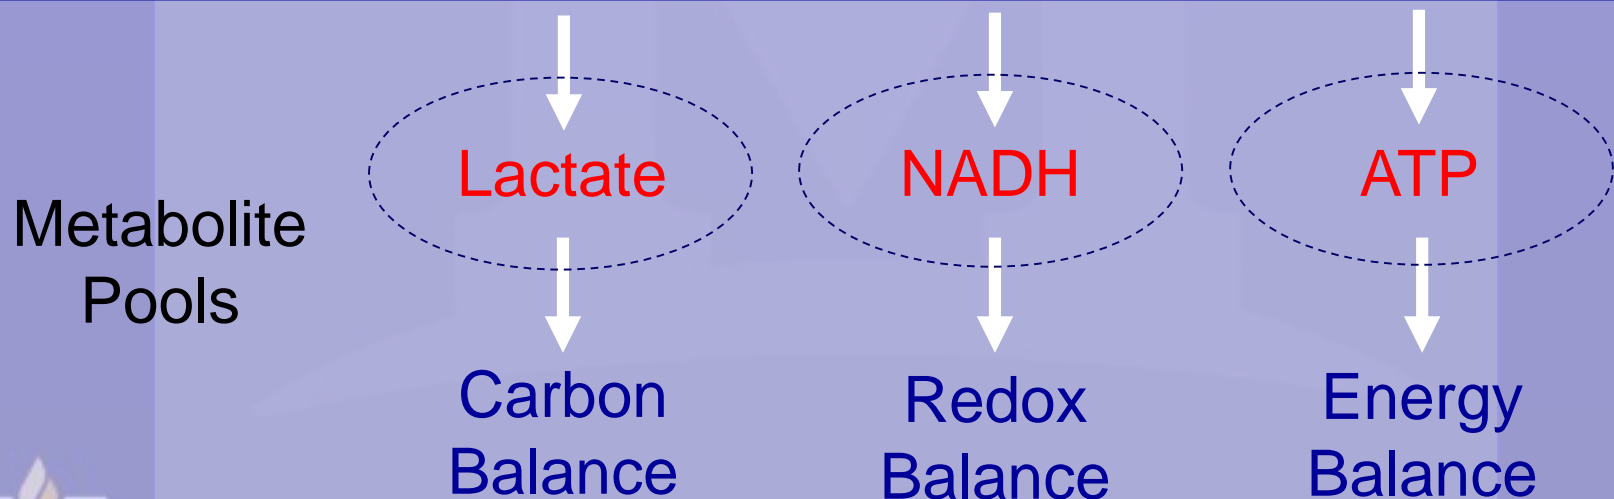 Lactate
NADH
ATP
Metabolite
Pools
Carbon
Balance
Redox
Balance
Energy
Balance